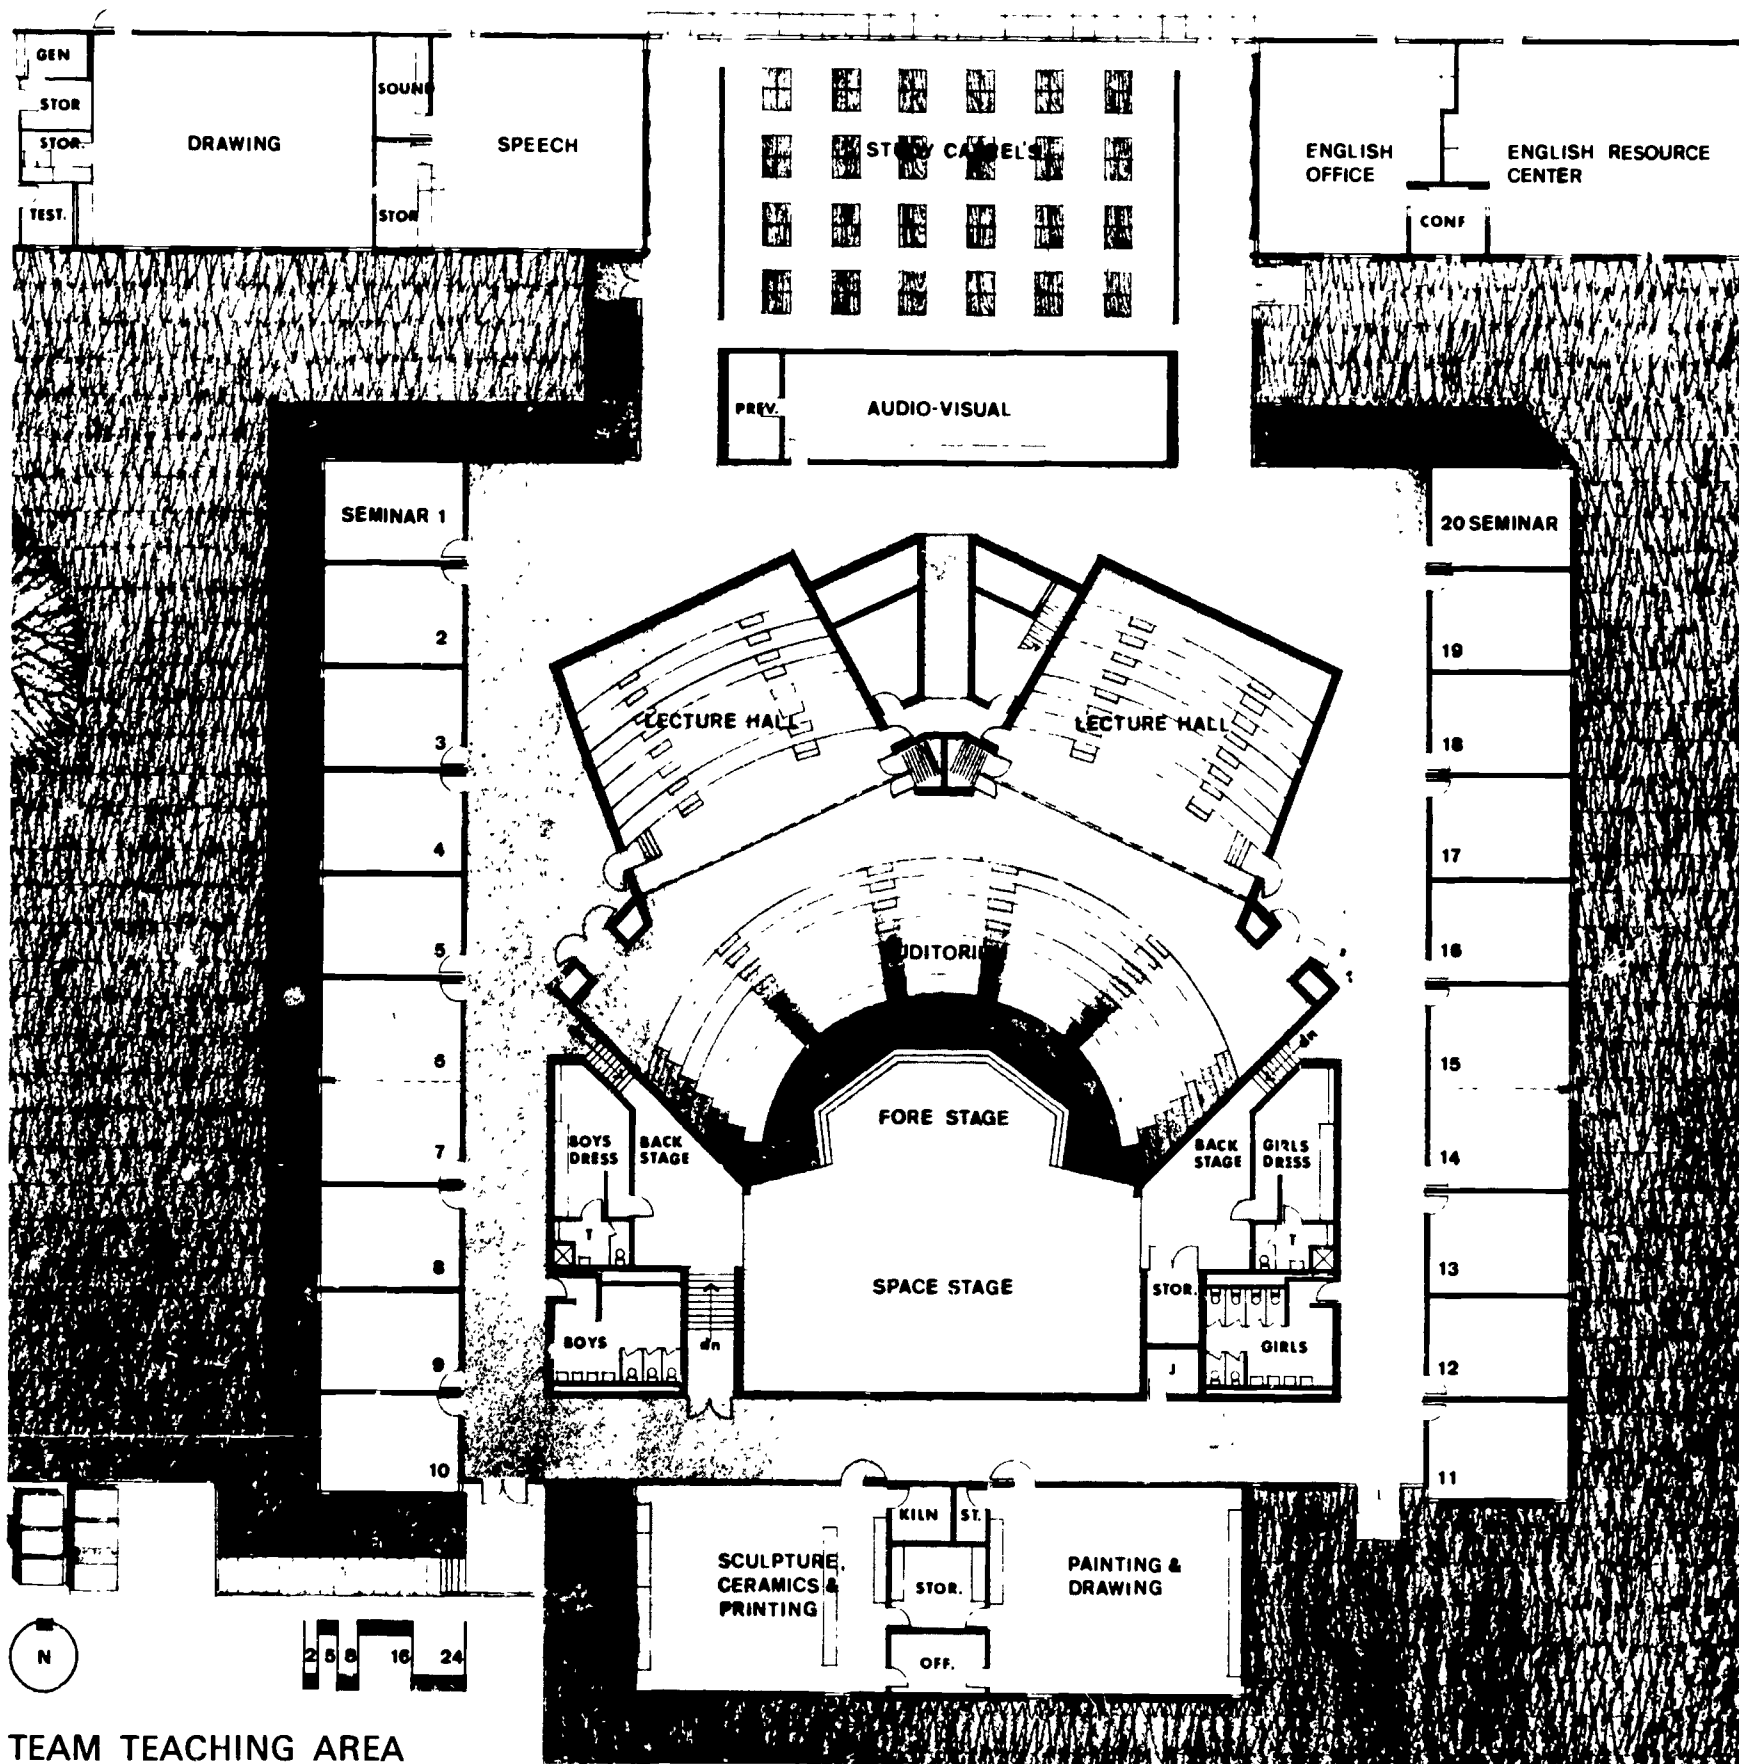 GEN
STOR
STOR.
TEST.
DRAWING
SOUND
STOR
SPEECH
STUDY CARREL'S
ENGLISH
OFFICE
CONF
ENGLISH RESOURCE
CENTER
PREV.
AUDIO-VISUAL
SEMINAR 1
2
3
4
5
6
7
8
9
10
20 SEMINAR
19
18
17
16
15
14
13
12
11
LECTURE HALL
LECTURE HALL
dn
FORE STAGE
BOYS
DRESS
BACK
STAGE
BACK
STAGE
GIRLS
DRESS
T
T
SPACE STAGE
STOR.
BOYS
dn
J
GIRLS
SCULPTURE,
CERAMICS &
PRINTING
KILN
ST.
STOR.
OFF.
PAINTING &
DRAWING
N
2 5 8 16 24
TEAM TEACHING AREA